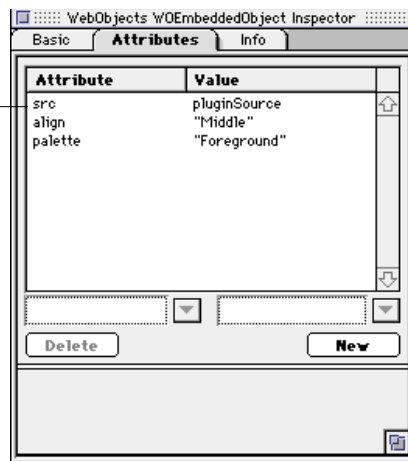 WebObjects WOEmbeddedObject Inspector
Basic Attributes Info
Attribute Value
src pluginSource
align "Middle"
palette "Foreground"
Delete New